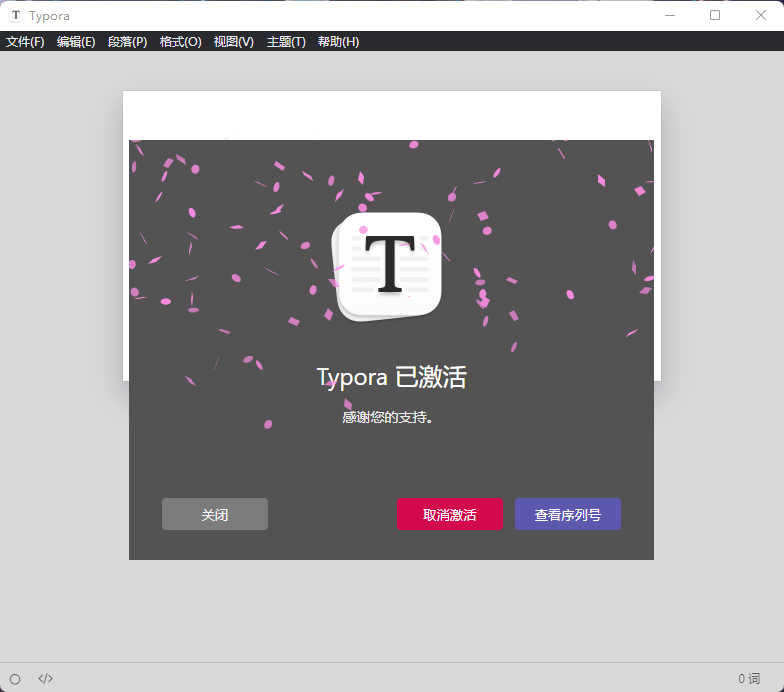 T Typora
文件(F) 编辑(E) 段落(P) 格式(O) 视图(V) 主题(T) 帮助(H)
T
Typora 已激活
感谢您的支持。
关闭 取消激活 查看序列号
</> 0 词